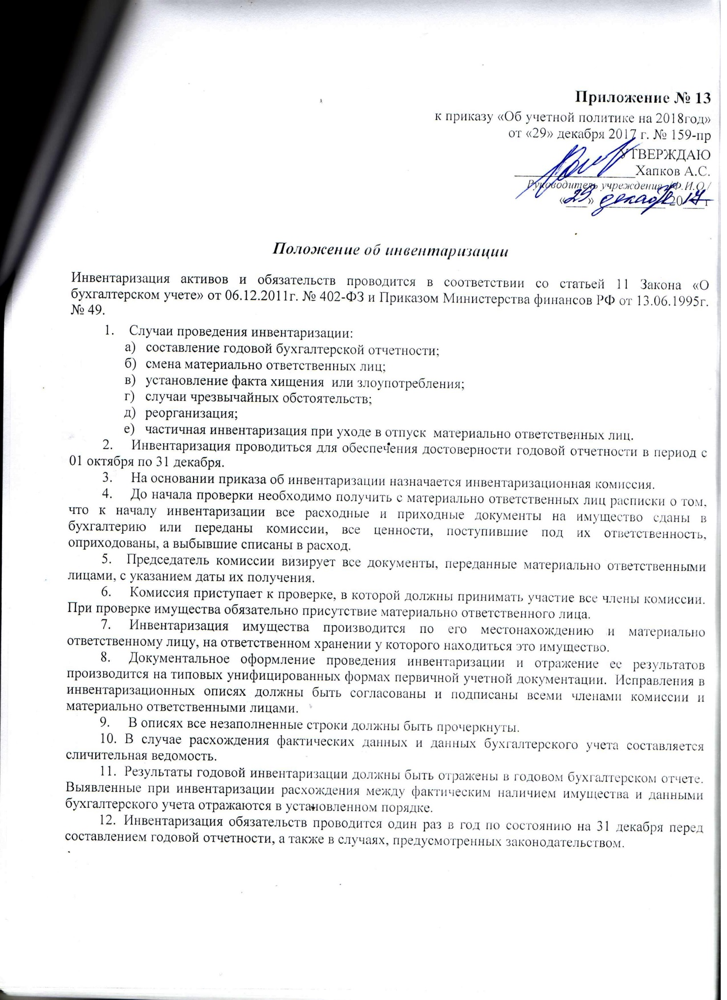 Приложение № 13
к приказу «Об учетной политике на 2018год»
от «29» декабря 2017 г. № 159-пр
УТВЕРЖДАЮ
Хапков А.С.
Руководитель учреждения /Ф.И.О./
«29» декабря 2017 г
Положение об инвентаризации
Инвентаризация активов и обязательств проводится в соответствии со статьей 11 Закона «О
бухгалтерском учете» от 06.12.2011г. № 402-ФЗ и Приказом Министерства финансов РФ от 13.06.1995г.
№ 49.
1. Случаи проведения инвентаризации:
а) составление годовой бухгалтерской отчетности;
б) смена материально ответственных лиц;
в) установление факта хищения или злоупотребления;
г) случаи чрезвычайных обстоятельств;
д) реорганизация;
е) частичная инвентаризация при уходе в отпуск материально ответственных лиц.
2. Инвентаризация проводиться для обеспечения достоверности годовой отчетности в период с
01 октября по 31 декабря.
3. На основании приказа об инвентаризации назначается инвентаризационная комиссия.
4. До начала проверки необходимо получить с материально ответственных лиц расписки о том,
что к началу инвентаризации все расходные и приходные документы на имущество сданы в
бухгалтерию или переданы комиссии, все ценности, поступившие под их ответственность,
оприходованы, а выбывшие списаны в расход.
5. Председатель комиссии визирует все документы, переданные материально ответственными
лицами, с указанием даты их получения.
6. Комиссия приступает к проверке, в которой должны принимать участие все члены комиссии.
При проверке имущества обязательно присутствие материально ответственного лица.
7. Инвентаризация имущества производится по его местонахождению и материально
ответственному лицу, на ответственном хранении у которого находиться это имущество.
8. Документальное оформление проведения инвентаризации и отражение ее результатов
производится на типовых унифицированных формах первичной учетной документации. Исправления в
инвентаризационных описях должны быть согласованы и подписаны всеми членами комиссии и
материально ответственными лицами.
9. В описях все незаполненные строки должны быть прочеркнуты.
10. В случае расхождения фактических данных и данных бухгалтерского учета составляется
сличительная ведомость.
11. Результаты годовой инвентаризации должны быть отражены в годовом бухгалтерском отчете.
Выявленные при инвентаризации расхождения между фактическим наличием имущества и данными
бухгалтерского учета отражаются в установленном порядке.
12. Инвентаризация обязательств проводится один раз в год по состоянию на 31 декабря перед
составлением годовой отчетности, а также в случаях, предусмотренных законодательством.